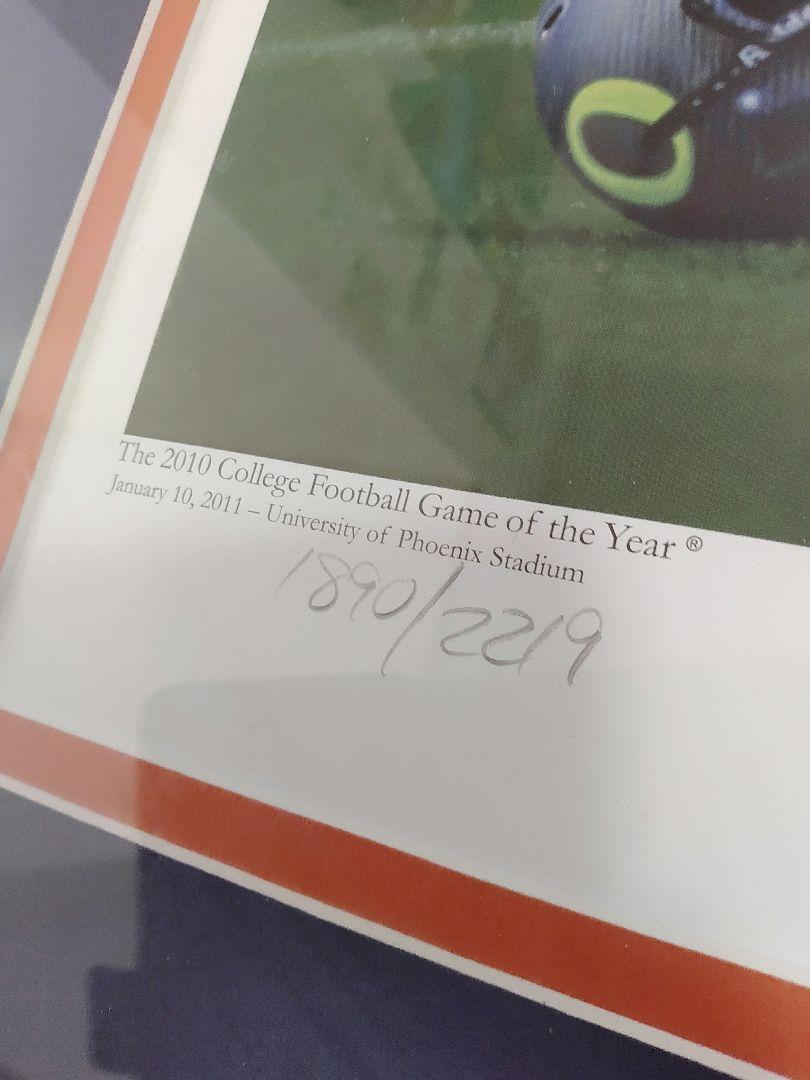 The 2010 College Football Game of the Year ®
January 10, 2011 – University of Phoenix Stadium
1890/2219